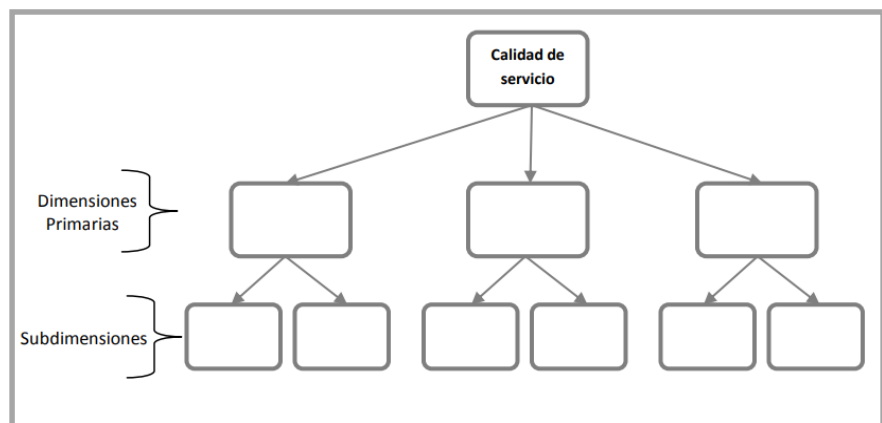 Calidad de
servicio
Dimensiones
Primarias
Subdimensiones